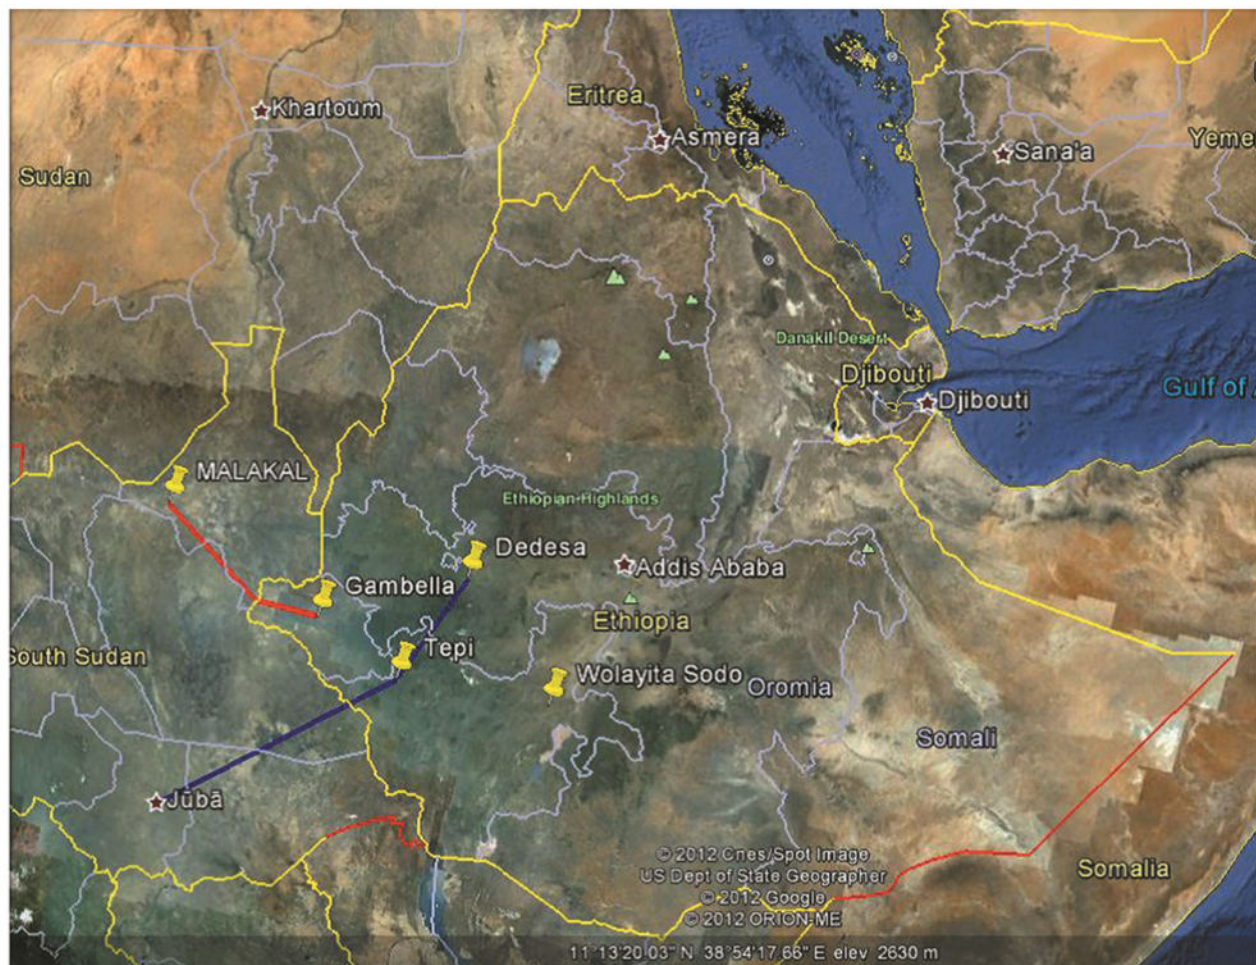 Khartoum
Eritrea
Asmera
Sana'a
Yeme
Sudan
Danakil Desert
Djibouti
Djibouti
Gulf of
MALAKAL
Ethiopian Highlands
Dedesa
Addis Ababa
Gambella
Ethiopia
South Sudan
Tepi
Wolayita Sodo
Oromia
Somali
Jūbā
Somalia
© 2012 Cnes/Spot Image
US Dept of State Geographer
© 2012 Google
© 2012 ORION-ME
11°13'20.03" N 38°54'17.66" E elev 2630 m